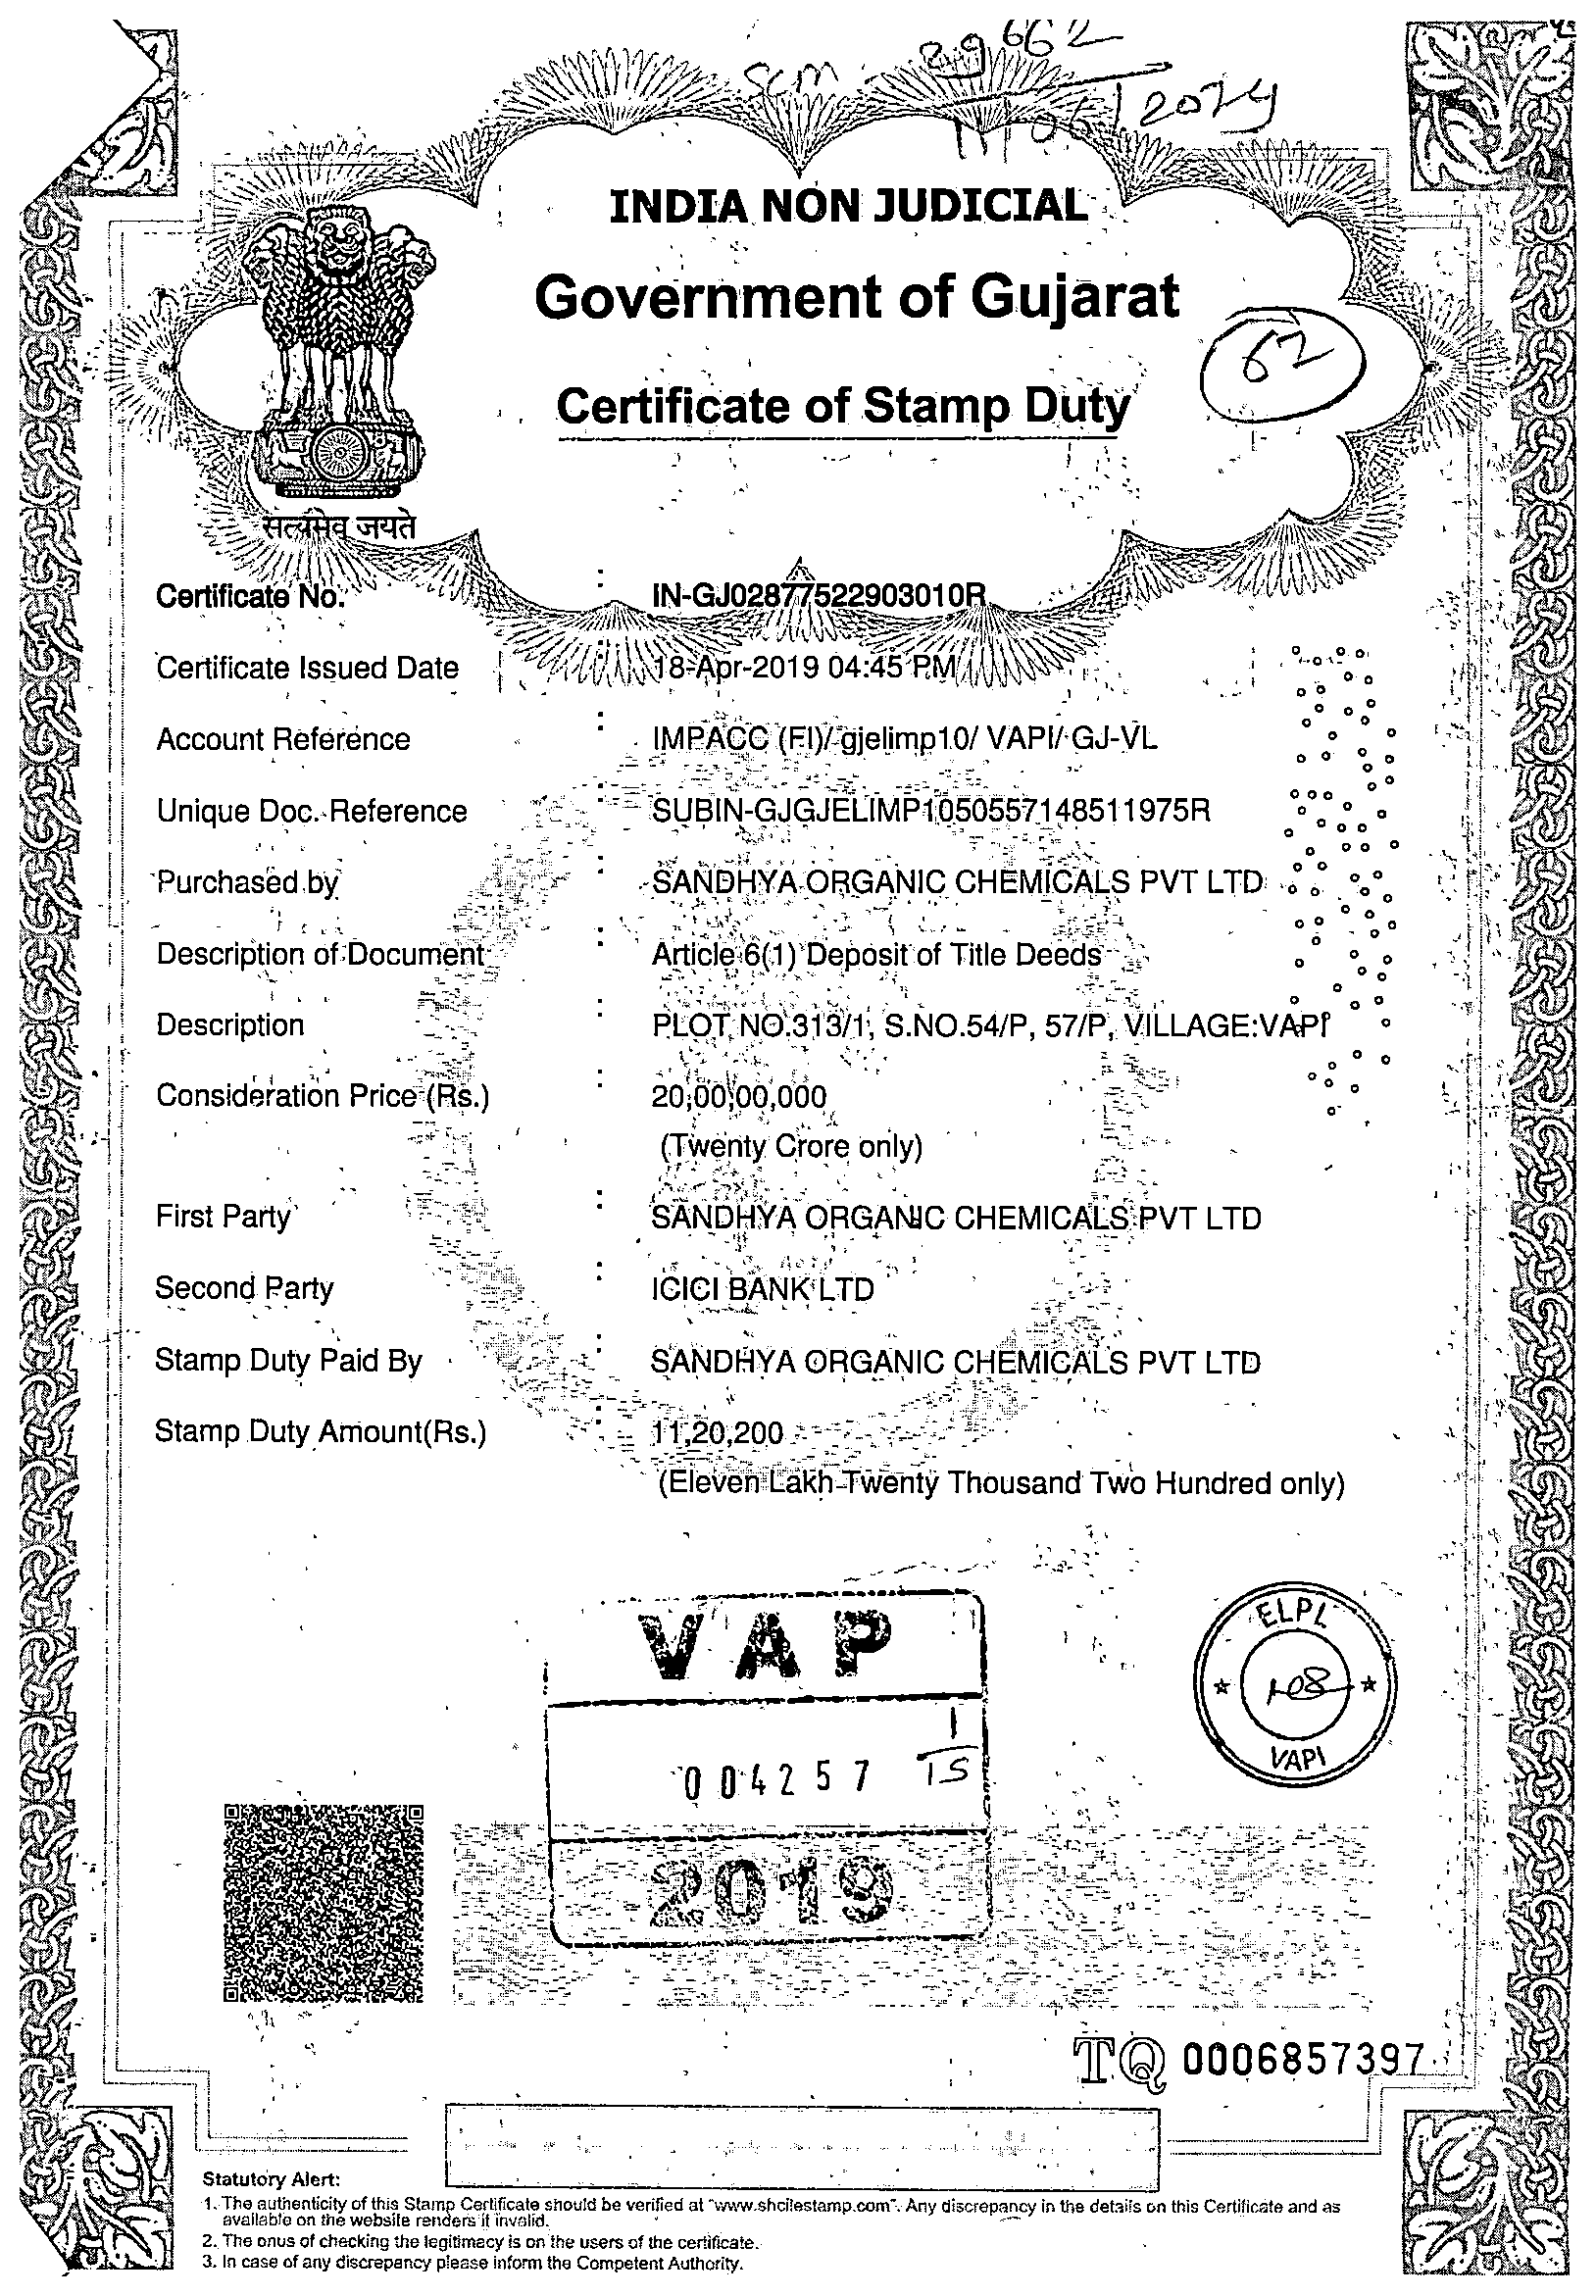 scm 29662
11/06/2024
INDIA NON JUDICIAL
Government of Gujarat
62
Certificate of Stamp Duty
सत्यमेव जयते
Certificate No. : IN-GJ02877522903010R
Certificate Issued Date : 18-Apr-2019 04:45 PM
Account Reference : IMPACC (FI)/ gjelimp10/ VAPI/ GJ-VL
Unique Doc. Reference : SUBIN-GJGJELIMP1050557148511975R
Purchased by : SANDHYA ORGANIC CHEMICALS PVT LTD
Description of Document : Article 6(1) Deposit of Title Deeds
Description : PLOT NO.313/1, S.NO.54/P, 57/P, VILLAGE:VAPI
Consideration Price (Rs.) : 20,00,00,000
(Twenty Crore only)
First Party : SANDHYA ORGANIC CHEMICALS PVT LTD
Second Party : ICICI BANK LTD
Stamp Duty Paid By : SANDHYA ORGANIC CHEMICALS PVT LTD
Stamp Duty Amount(Rs.) : 11,20,200
(Eleven Lakh Twenty Thousand Two Hundred only)
VAP
004257 1/15
2019
ELPL
VAPI
TQ 0006857397
Statutory Alert:
1. The authenticity of this Stamp Certificate should be verified at "www.shcilestamp.com". Any discrepancy in the details on this Certificate and as
available on the website renders it invalid.
2. The onus of checking the legitimacy is on the users of the certificate.
3. In case of any discrepancy please inform the Competent Authority.